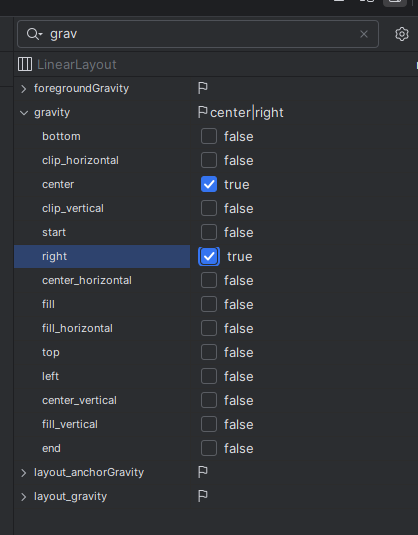 grav
LinearLayout
foregroundGravity
gravity center|right
bottom false
clip_horizontal false
center true
clip_vertical false
start false
right true
center_horizontal false
fill false
fill_horizontal false
top false
left false
center_vertical false
fill_vertical false
end false
layout_anchorGravity
layout_gravity